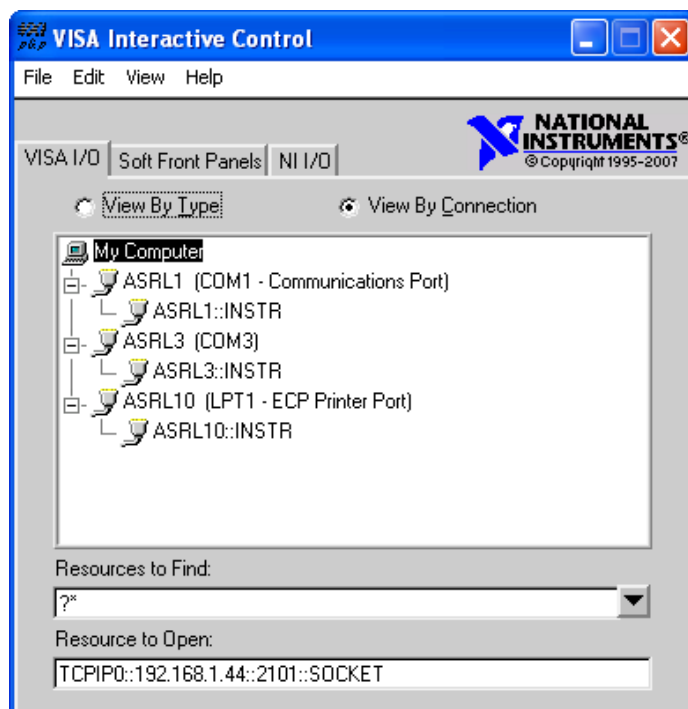 VISA Interactive Control
File Edit View Help
NATIONAL
INSTRUMENTS®
© Copyright 1995-2007
VISA I/O Soft Front Panels NI I/O
View By Type View By Connection
My Computer
ASRL1 (COM1 - Communications Port)
ASRL1::INSTR
ASRL3 (COM3)
ASRL3::INSTR
ASRL10 (LPT1 - ECP Printer Port)
ASRL10::INSTR
Resources to Find:
?*
Resource to Open:
TCPIP0::192.168.1.44::2101::SOCKET